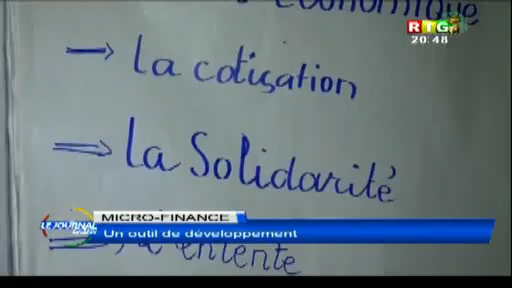 économique
RTG
20:48
→ La cotisation
⇒ La Solidarité
LE JOURNAL
MICRO-FINANCE
Un outil de développement
L'entente